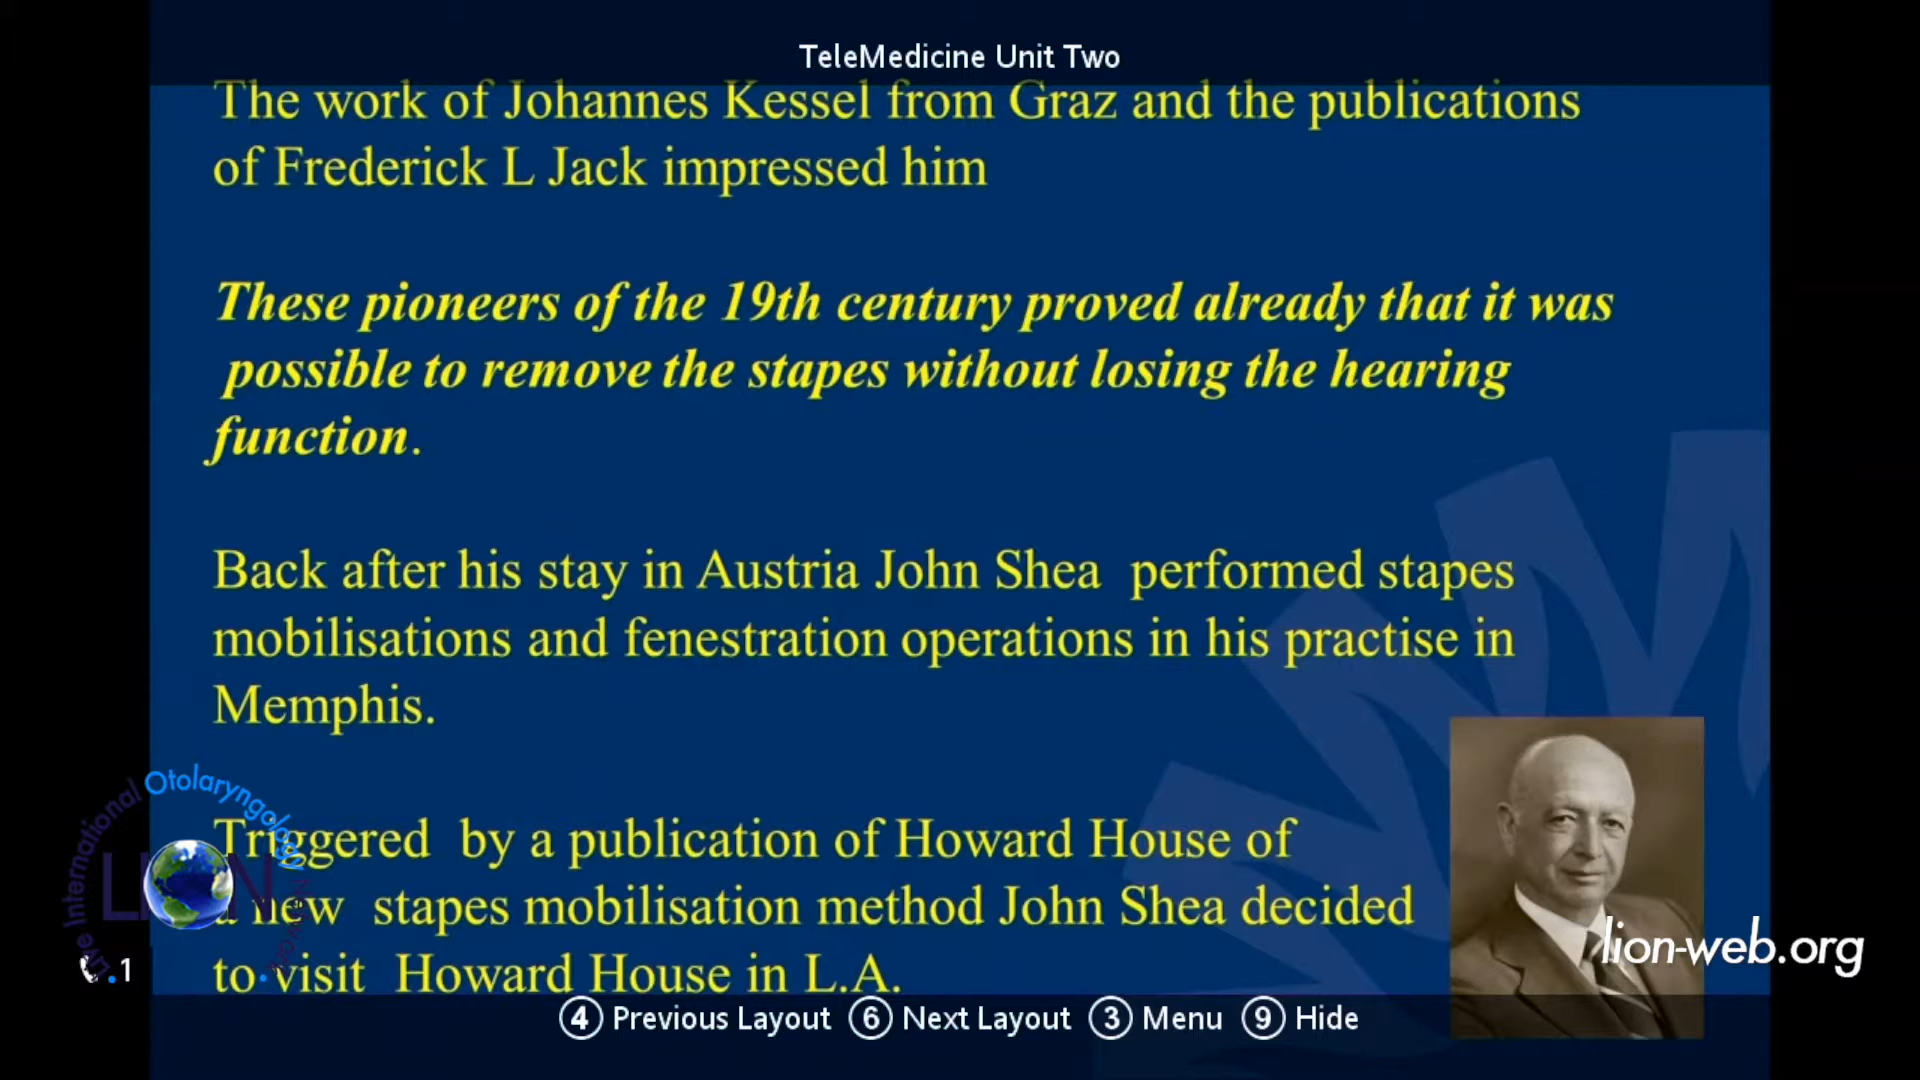 TeleMedicine Unit Two
The work of Johannes Kessel from Graz and the publications
of Frederick L Jack impressed him
These pioneers of the 19th century proved already that it was
possible to remove the stapes without losing the hearing
function.
Back after his stay in Austria John Shea performed stapes
mobilisations and fenestration operations in his practise in
Memphis.
Triggered by a publication of Howard House of
a new stapes mobilisation method John Shea decided
to visit Howard House in L.A.
International Otolaryngology
LION
lion-web.org
1
4 Previous Layout 6 Next Layout 3 Menu 9 Hide